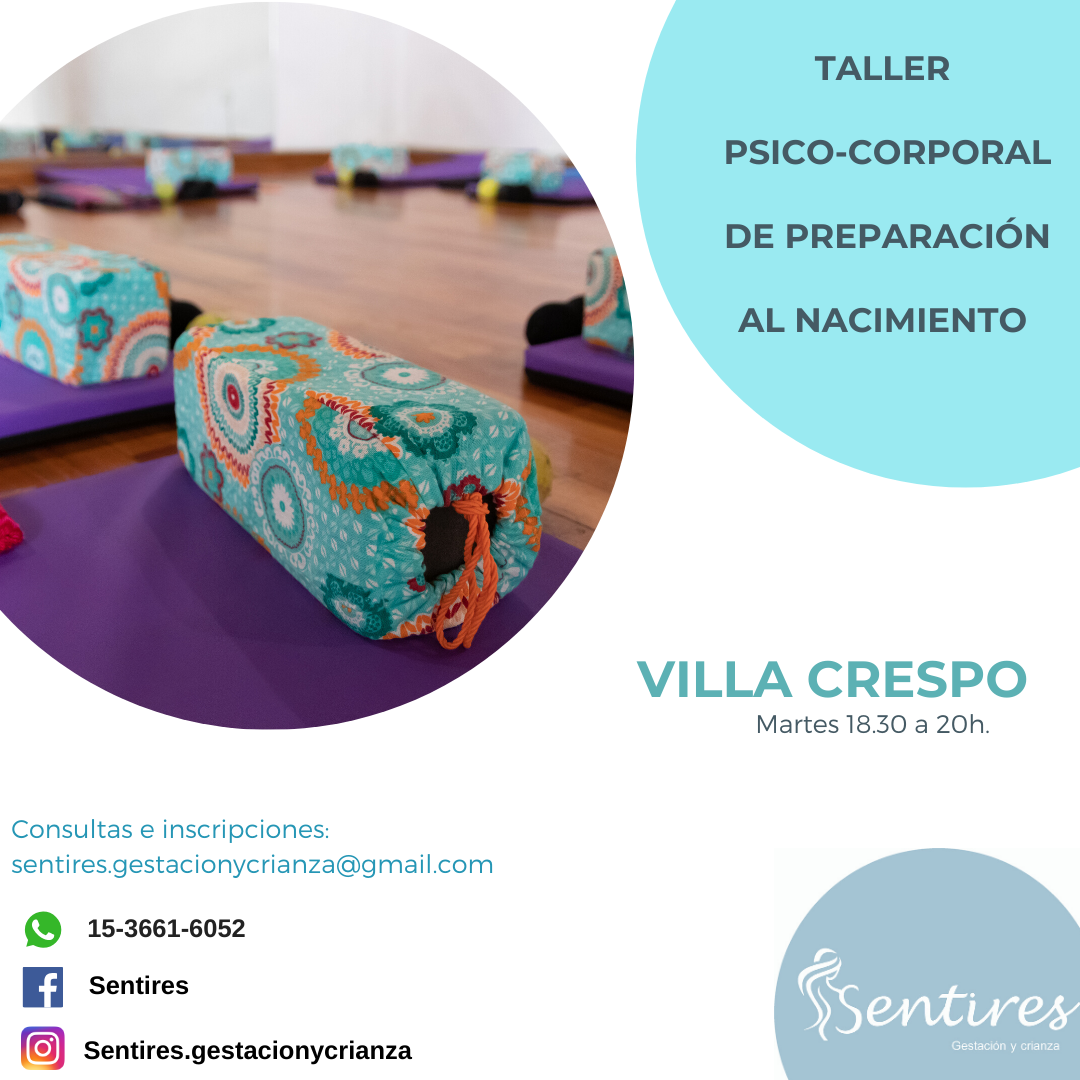 TALLER
PSICO-CORPORAL
DE PREPARACIÓN
AL NACIMIENTO
VILLA CRESPO
Martes 18.30 a 20h.
Consultas e inscripciones:
sentires.gestacionycrianza@gmail.com
15-3661-6052
Sentires
Sentires.gestacionycrianza
Sentires
Gestación y crianza